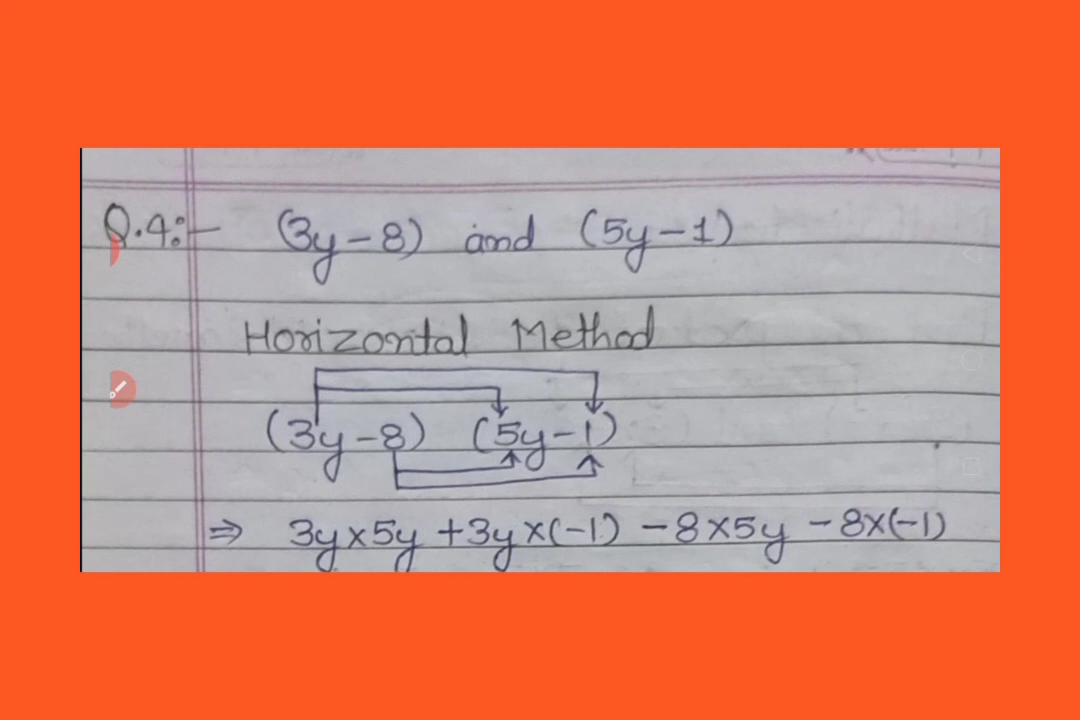 Q.4:- (3y-8) and (5y-1)
Horizontal Method
(3y-8) (5y-1)
⇒ 3y×5y +3y×(-1) -8×5y -8×(-1)